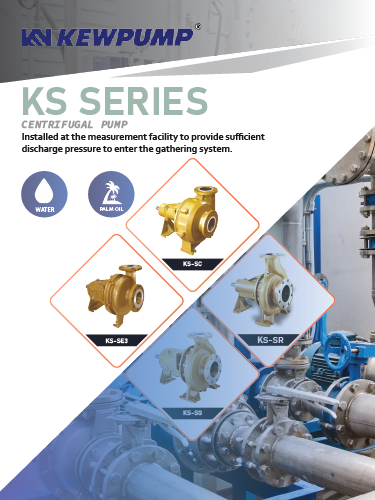 KEWPUMP®
KS SERIES
CENTRIFUGAL PUMP
Installed at the measurement facility to provide sufficient
discharge pressure to enter the gathering system.
WATER
PALM OIL
KS-SC
KS-SE3
KS-SR
KS-SG